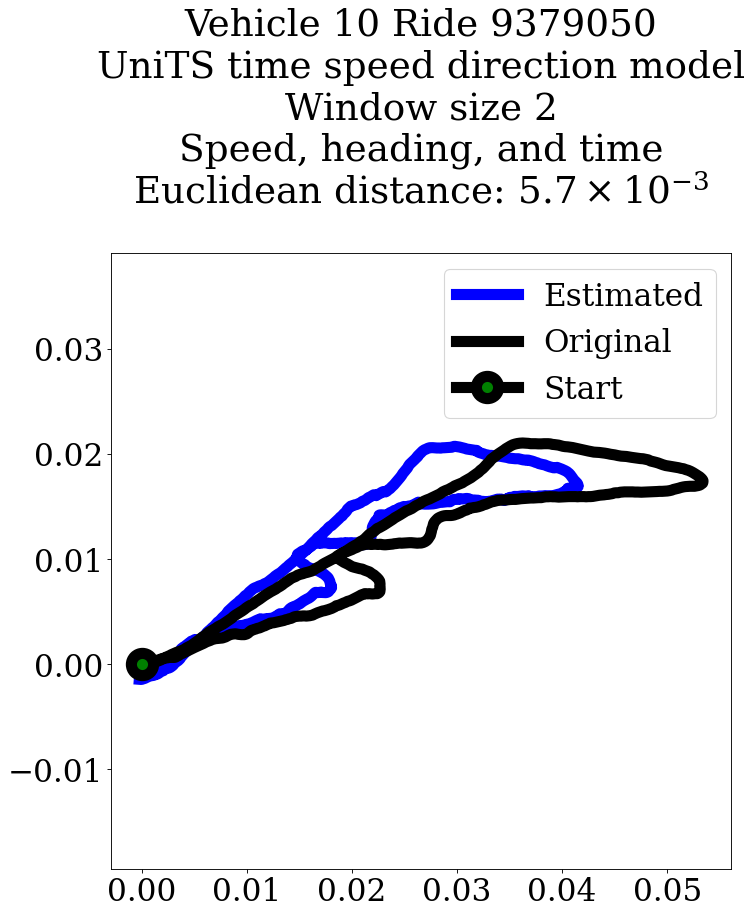 Vehicle 10 Ride 9379050
UniTS time speed direction model
Window size 2
Speed, heading, and time
Euclidean distance: 5.7 × 10⁻³
Estimated
Original
Start
0.03
0.02
0.01
0.00
−0.01
0.00 0.01 0.02 0.03 0.04 0.05